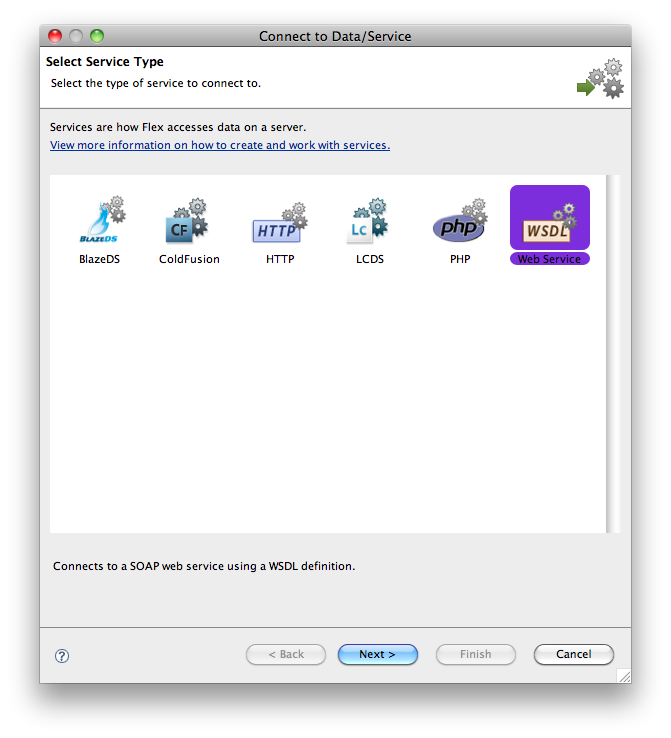 Connect to Data/Service
Select Service Type
Select the type of service to connect to.
Services are how Flex accesses data on a server.
View more information on how to create and work with services.
BLAZEDS CF HTTP Lc php WSDL
BlazeDS ColdFusion HTTP LCDS PHP Web Service
Connects to a SOAP web service using a WSDL definition.
? < Back Next > Finish Cancel